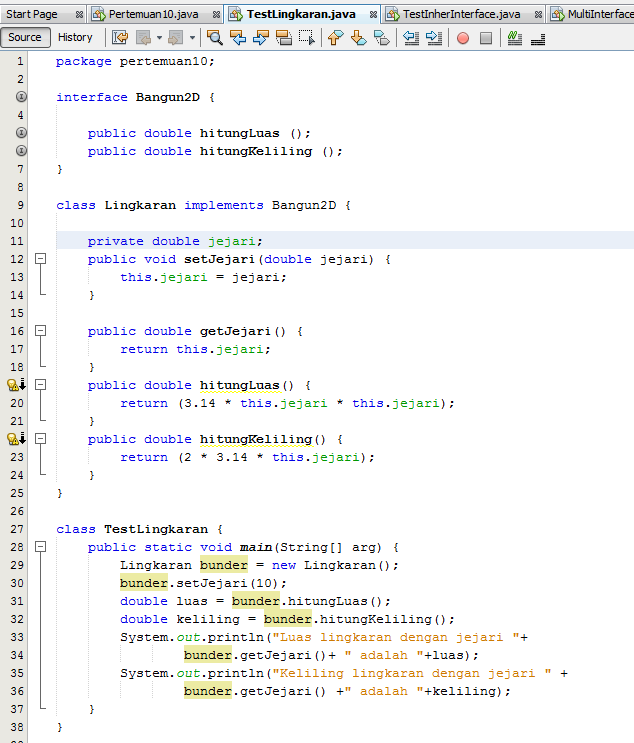 Start Page Pertemuan10.java TestLingkaran.java TestInherInterface.java MultiInterface
Source History
1 package pertemuan10;
2
interface Bangun2D {
4
public double hitungLuas ();
public double hitungKeliling ();
7 }
8
9 class Lingkaran implements Bangun2D {
10
11 private double jejari;
12 public void setJejari(double jejari) {
13 this.jejari = jejari;
14 }
15
16 public double getJejari() {
17 return this.jejari;
18 }
public double hitungLuas() {
20 return (3.14 * this.jejari * this.jejari);
21 }
public double hitungKeliling() {
23 return (2 * 3.14 * this.jejari);
24 }
25 }
26
27 class TestLingkaran {
28 public static void main(String[] arg) {
29 Lingkaran bunder = new Lingkaran();
30 bunder.setJejari(10);
31 double luas = bunder.hitungLuas();
32 double keliling = bunder.hitungKeliling();
33 System.out.println("Luas lingkaran dengan jejari "+
34 bunder.getJejari()+ " adalah "+luas);
35 System.out.println("Keliling lingkaran dengan jejari " +
36 bunder.getJejari() +" adalah "+keliling);
37 }
38 }